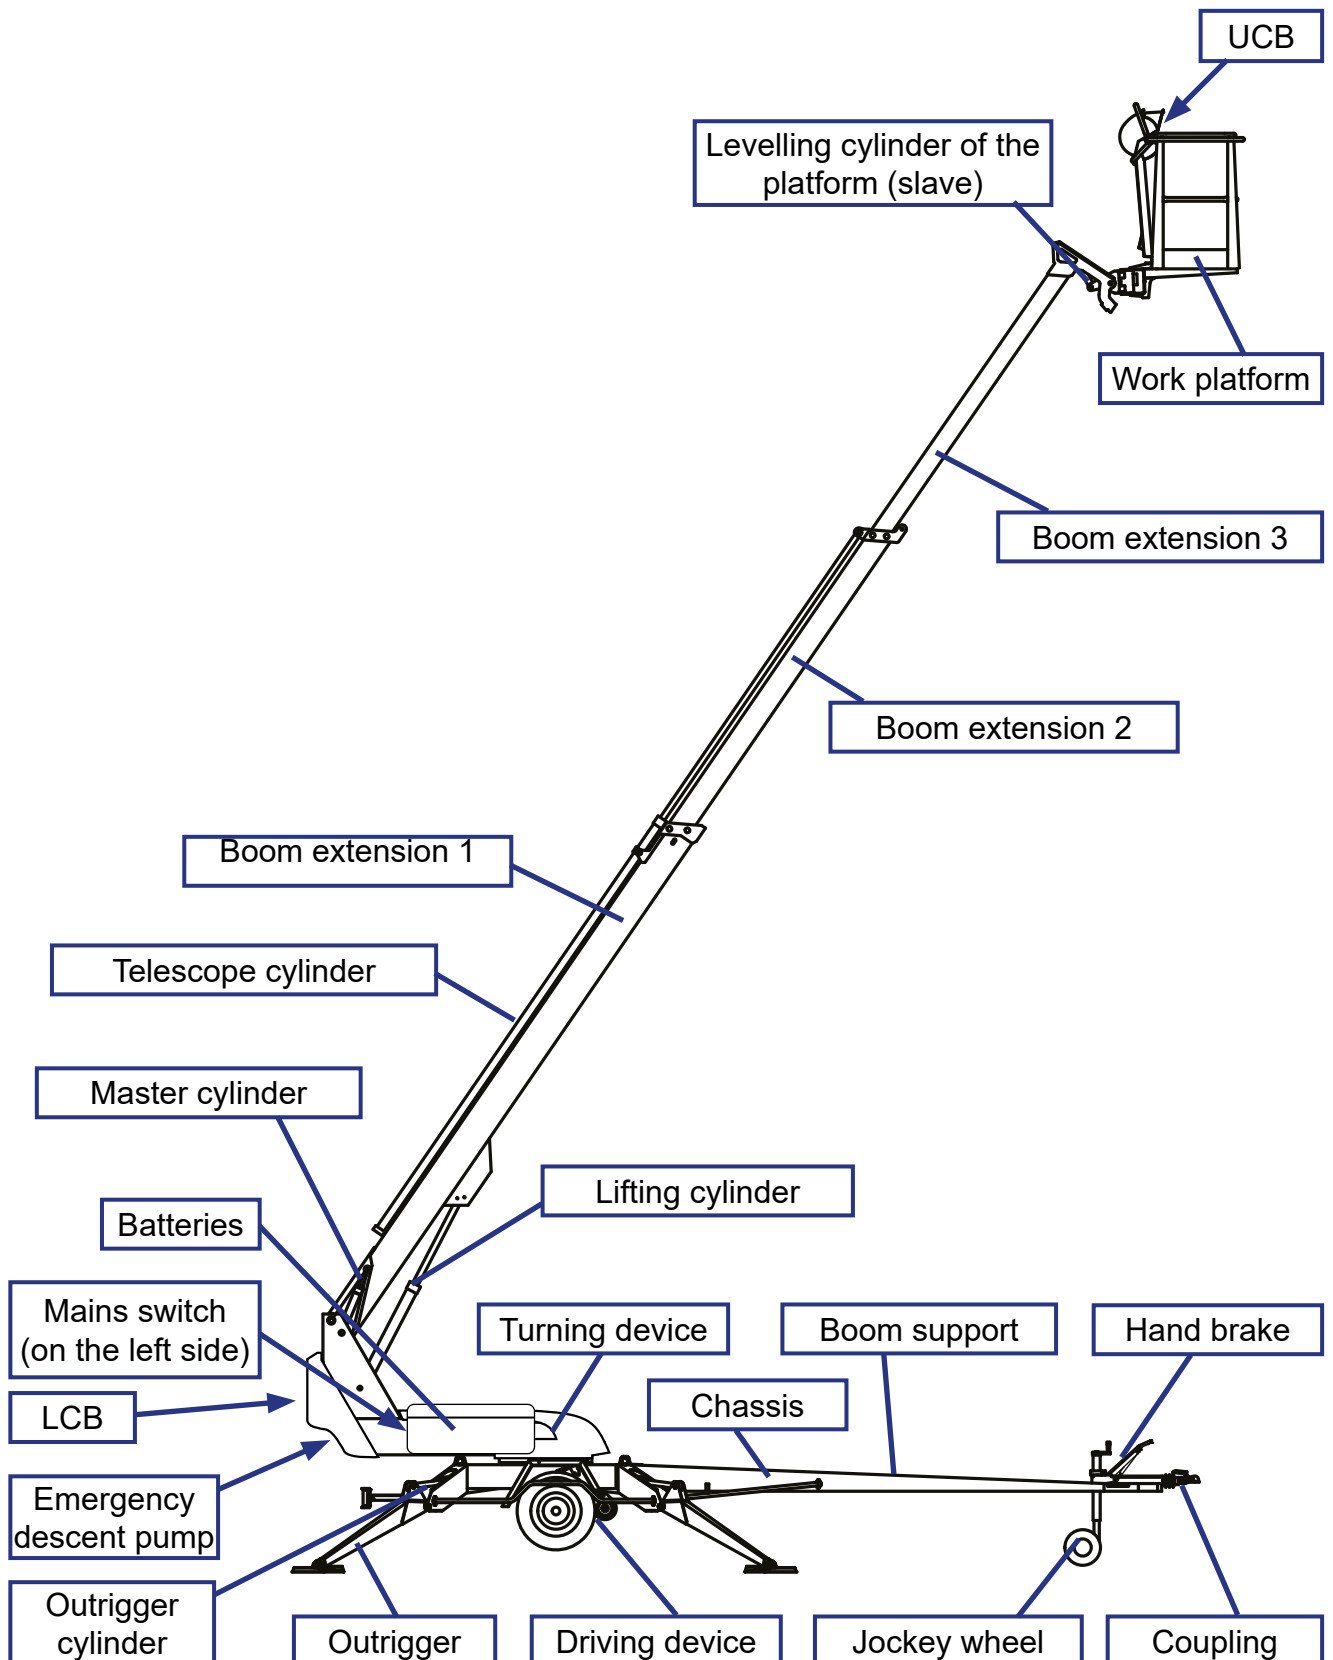 UCB
Levelling cylinder of the
platform (slave)
Work platform
Boom extension 3
Boom extension 2
Boom extension 1
Telescope cylinder
Master cylinder
Lifting cylinder
Batteries
Mains switch
(on the left side)
Turning device
Boom support
Hand brake
Chassis
LCB
Emergency
descent pump
Outrigger
cylinder
Outrigger
Driving device
Jockey wheel
Coupling